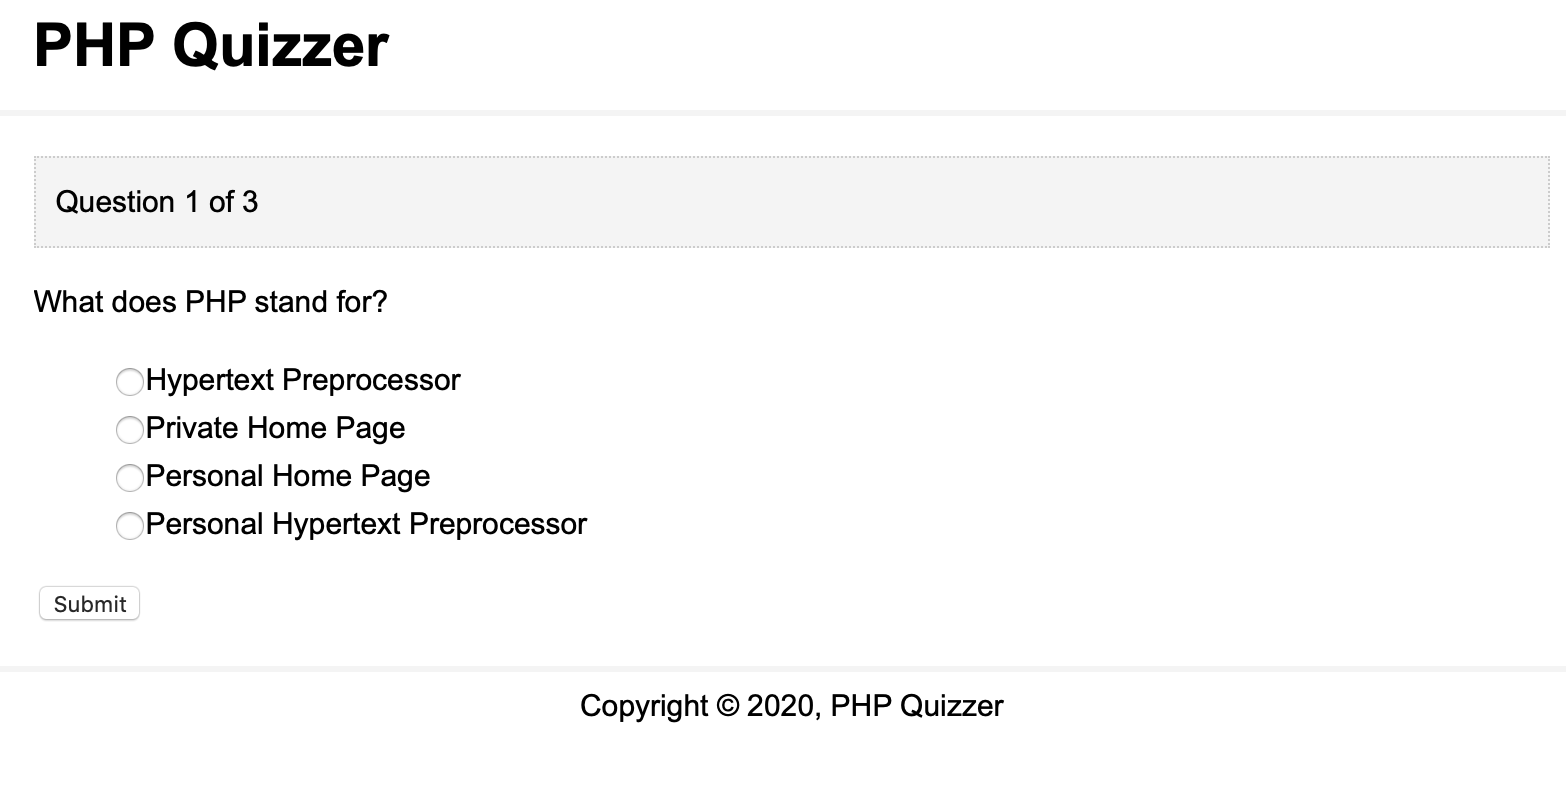 PHP Quizzer
Question 1 of 3
What does PHP stand for?
Hypertext Preprocessor
Private Home Page
Personal Home Page
Personal Hypertext Preprocessor
Submit
Copyright © 2020, PHP Quizzer